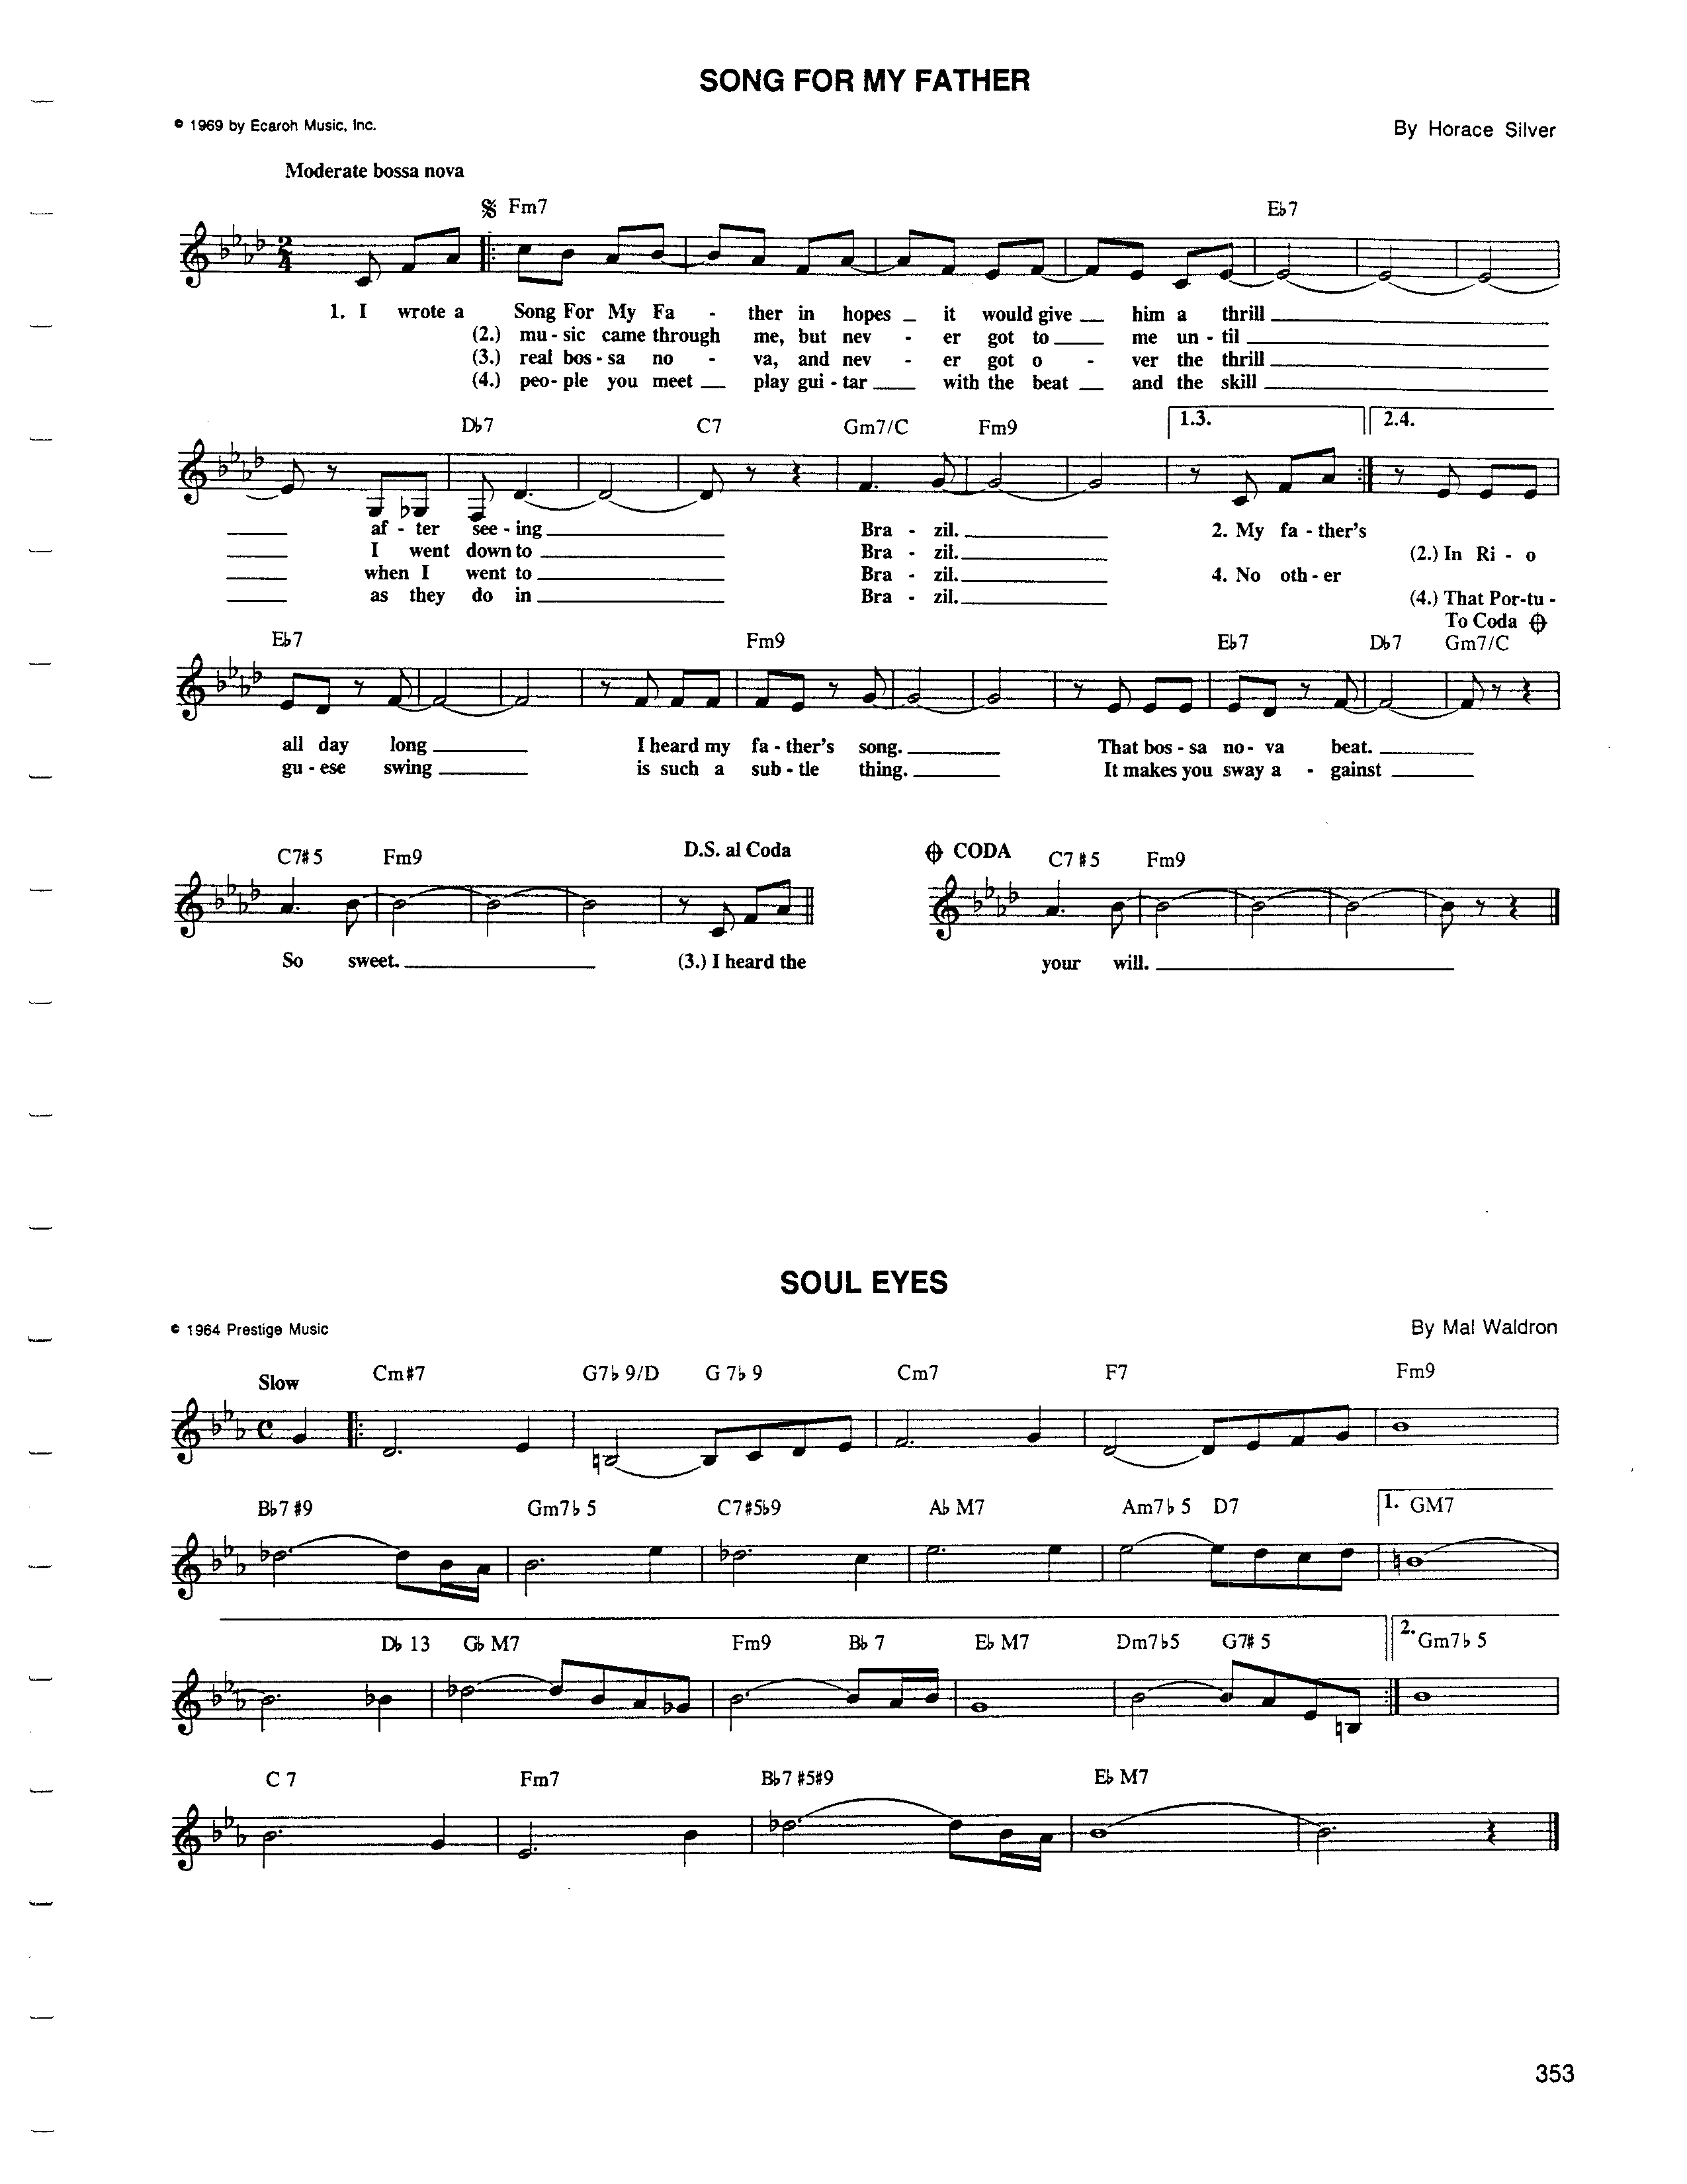 SONG FOR MY FATHER
© 1969 by Ecaroh Music, Inc.
By Horace Silver
Moderate bossa nova
Fm7 E♭7
2/4
1. I wrote a Song For My Fa - ther in hopes _ it would give _ him a thrill _
(2.) mu - sic came through me, but nev - er got to _ me un - til _
(3.) real bos - sa no - va, and nev - er got o - ver the thrill _
(4.) peo - ple you meet _ play gui - tar _ with the beat _ and the skill _
D♭7 C7 Gm7/C Fm9 1.3. 2.4.
_ af - ter see - ing _ Bra - zil. _ 2. My fa - ther's
_ I went down to _ Bra - zil. _ (2.) In Ri - o
_ when I went to _ Bra - zil. _ 4. No oth - er
_ as they do in _ Bra - zil. _ (4.) That Por-tu -
To Coda
E♭7 Fm9 E♭7 D♭7 Gm7/C
all day long _ I heard my fa - ther's song. _ That bos - sa no - va beat. _
gu - ese swing _ is such a sub - tle thing. _ It makes you sway a - gainst _
C7#5 Fm9 D.S. al Coda CODA C7#5 Fm9
So sweet. _ (3.) I heard the your will. _
SOUL EYES
© 1964 Prestige Music
By Mal Waldron
Slow Cm#7 G7♭9/D G7♭9 Cm7 F7 Fm9
B♭7#9 Gm7♭5 C7#5♭9 A♭M7 Am7♭5 D7 1. GM7
D♭13 G♭M7 Fm9 B♭7 E♭M7 Dm7♭5 G7#5 2. Gm7♭5
C7 Fm7 B♭7#5#9 E♭M7
353